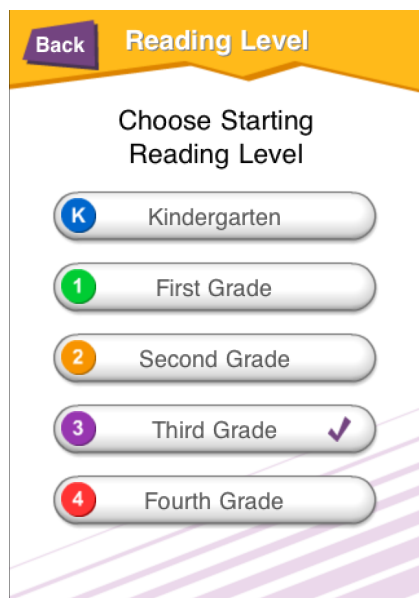 Back
Reading Level
Choose Starting
Reading Level
K Kindergarten
1 First Grade
2 Second Grade
3 Third Grade
4 Fourth Grade